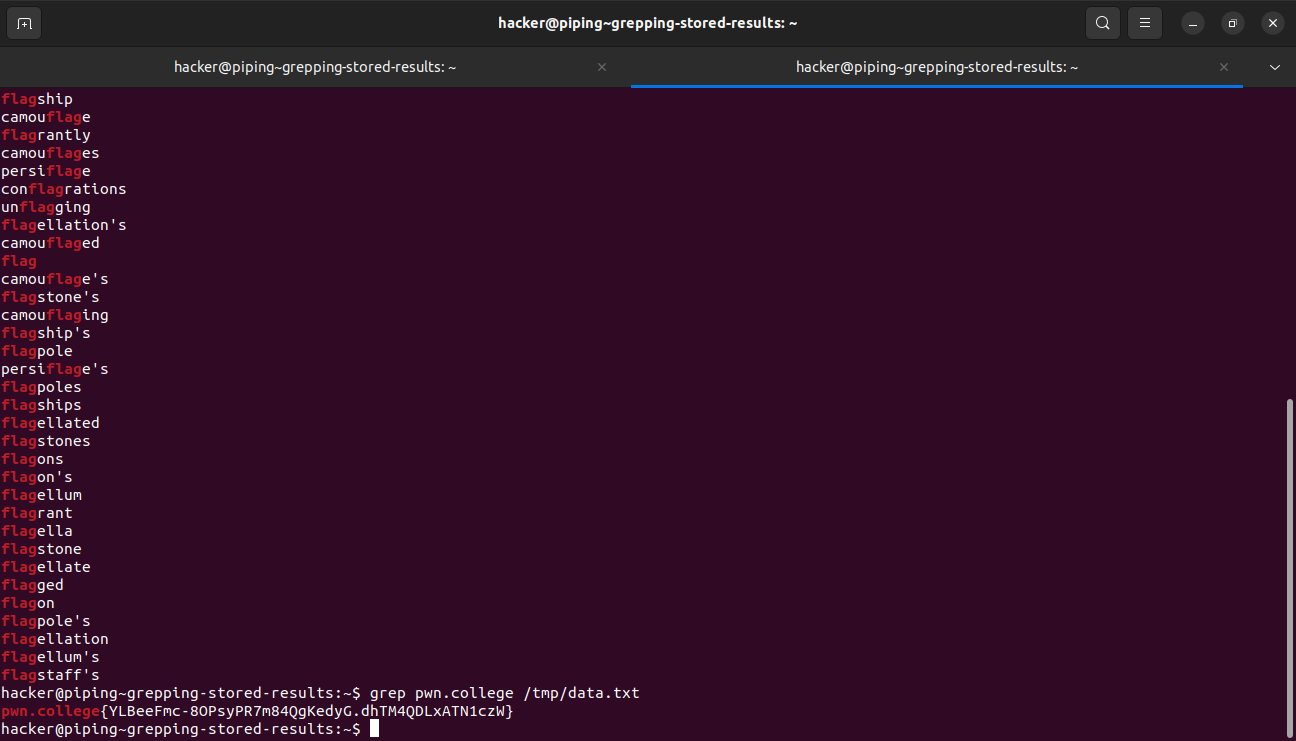 hacker@piping~grepping-stored-results: ~
hacker@piping~grepping-stored-results: ~
hacker@piping~grepping-stored-results: ~
flagship
camouflage
flagrantly
camouflages
persiflage
conflagrations
unflagging
flagellation's
camouflaged
flag
camouflage's
flagstone's
camouflaging
flagship's
flagpole
persiflage's
flagpoles
flagships
flagellated
flagstones
flagons
flagon's
flagellum
flagrant
flagella
flagstone
flagellate
flagged
flagon
flagpole's
flagellation
flagellum's
flagstaff's
hacker@piping~grepping-stored-results:~$ grep pwn.college /tmp/data.txt
pwn.college{YLBeeFmc-8OPsyPR7m84QgKedyG.dhTM4QDLxATN1czW}
hacker@piping~grepping-stored-results:~$